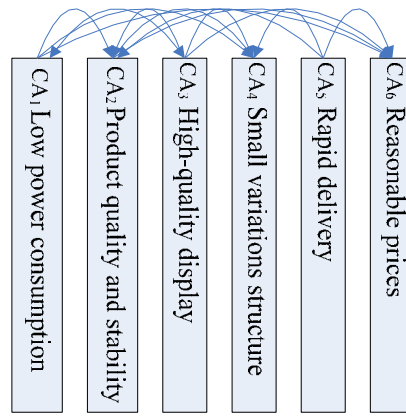 CA₁ Low power consumption
CA₂ Product quality and stability
CA₃ High-quality display
CA₄ Small variations structure
CA₅ Rapid delivery
CA₆ Reasonable prices